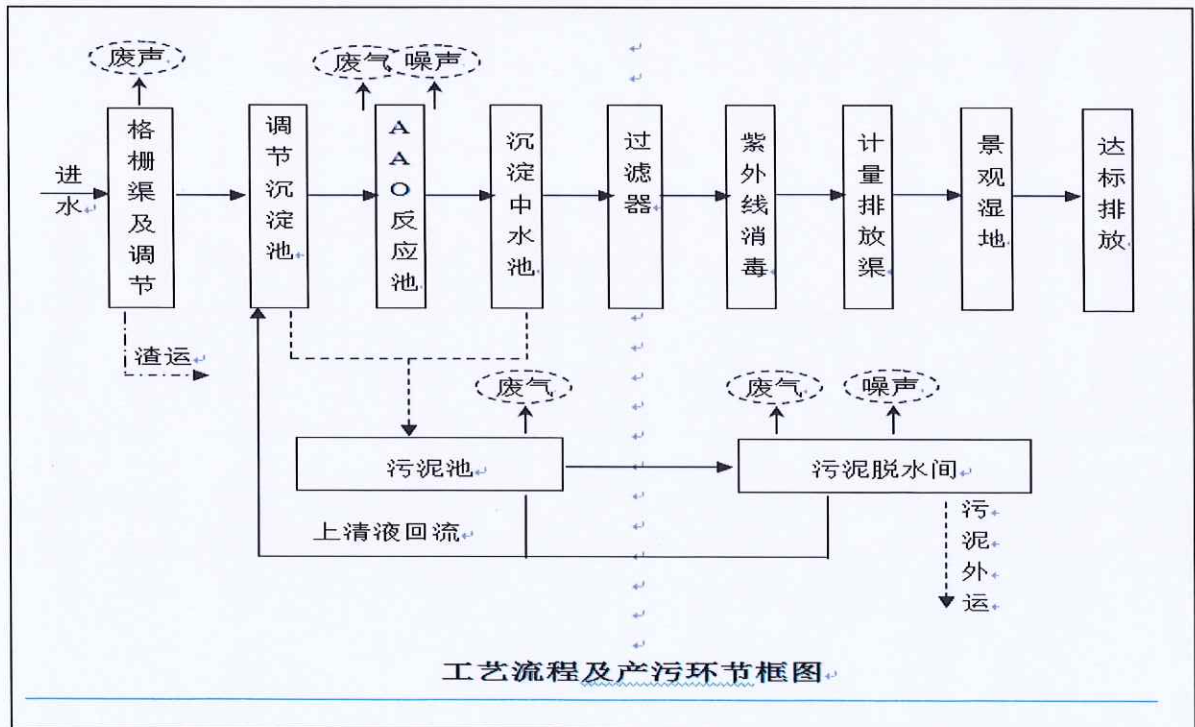 废声
废气
噪声
进水
格栅渠及调节
调节沉淀池
AAO反应池
沉淀中水池
过滤器
紫外线消毒
计量排放渠
景观湿地
达标排放
渣运
废气
废气
噪声
污泥池
污泥脱水间
上清液回流
污泥外运
工艺流程及产污环节框图